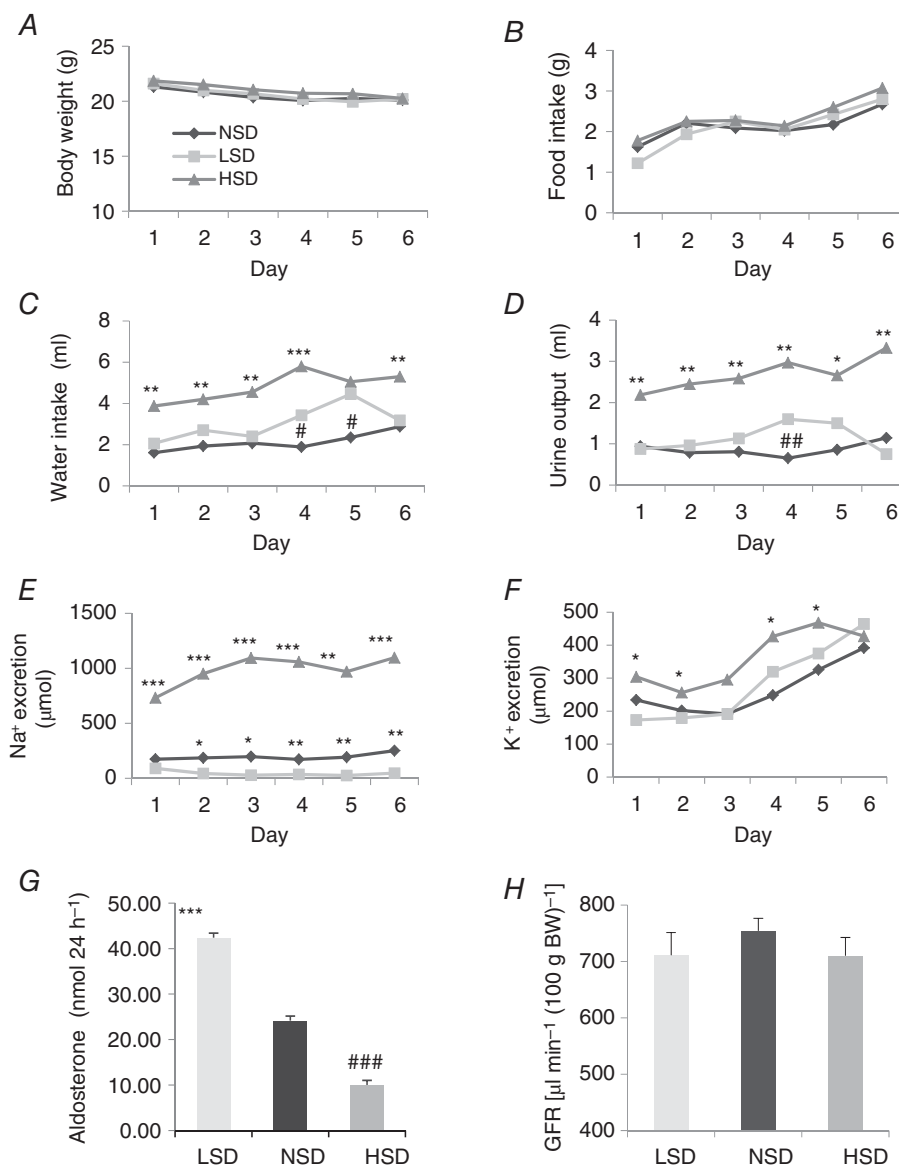 A
Body weight (g)
25
20
15
10
NSD
LSD
HSD
1 2 3 4 5 6
Day
B
Food intake (g)
4
3
2
1
0
1 2 3 4 5 6
Day
C
Water intake (ml)
8
6
4
2
0
** ** ** *** **
# #
1 2 3 4 5 6
Day
D
Urine output (ml)
4
3
2
1
0
** ** ** ** * **
##
1 2 3 4 5 6
Day
E
Na⁺ excretion
(µmol)
1500
1000
500
0
*** *** *** *** ** ***
* * ** ** **
1 2 3 4 5 6
Day
F
K⁺ excretion
(µmol)
500
400
300
200
100
0
* * * *
1 2 3 4 5 6
Day
G
Aldosterone (nmol 24 h⁻¹)
50.00
40.00
30.00
20.00
10.00
0.00
***
###
LSD NSD HSD
H
GFR [µl min⁻¹ (100 g BW)⁻¹]
800
700
600
500
400
LSD NSD HSD